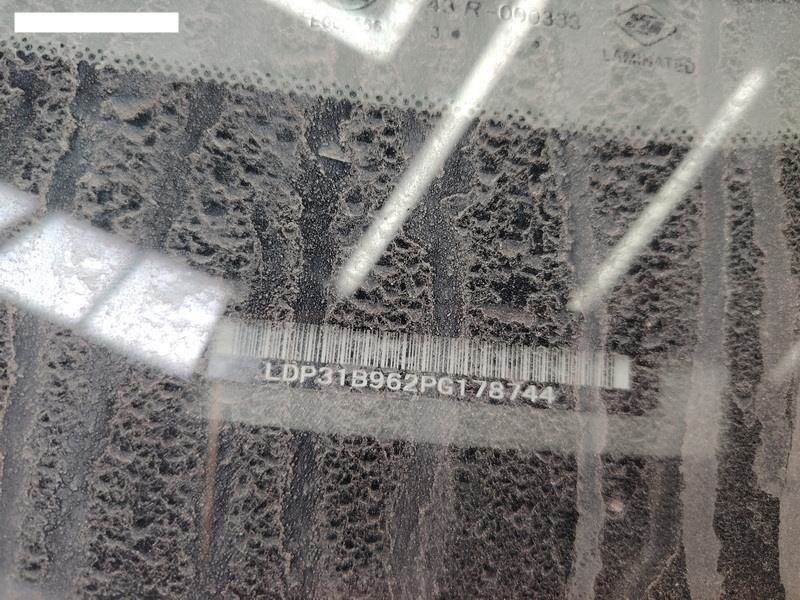 43 R-000333
LAMINATED
LDP31B962PG178744